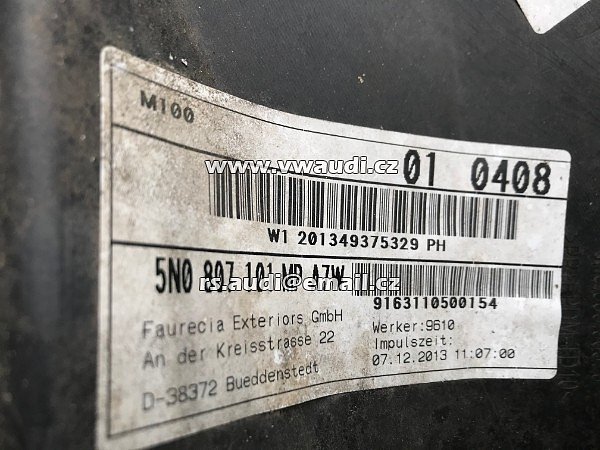 M100
www.vwaudi.cz
01 0408
W1 201349375329 PH
5N0 807 101 A7W
rs.audi@email.cz
9163110500154
Faurecia Exteriors GmbH
Werker:9610
An der Kreisstrasse 22
Impulszeit:
D-38372 Bueddenstedt
07.12.2013 11:07:00